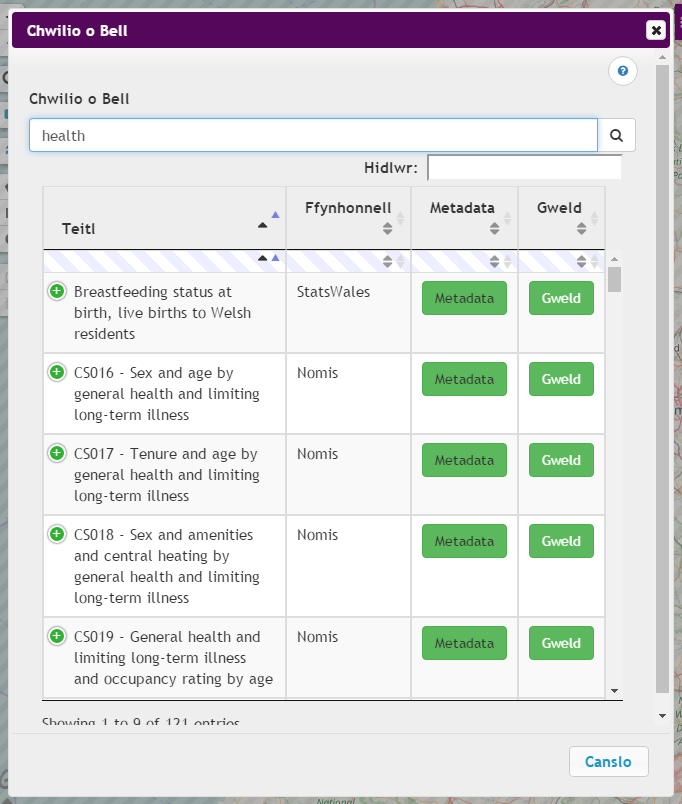 Chwilio o Bell
Chwilio o Bell
health
Hidlwr:
Teitl
Ffynhonnell
Metadata
Gweld
Breastfeeding status at
birth, live births to Welsh
residents
StatsWales
Metadata
Gweld
CS016 - Sex and age by
general health and limiting
long-term illness
Nomis
Metadata
Gweld
CS017 - Tenure and age by
general health and limiting
long-term illness
Nomis
Metadata
Gweld
CS018 - Sex and amenities
and central heating by
general health and limiting
long-term illness
Nomis
Metadata
Gweld
CS019 - General health and
limiting long-term illness
and occupancy rating by age
Nomis
Metadata
Gweld
Showing 1 to 9 of 121 entries
Canslo
National